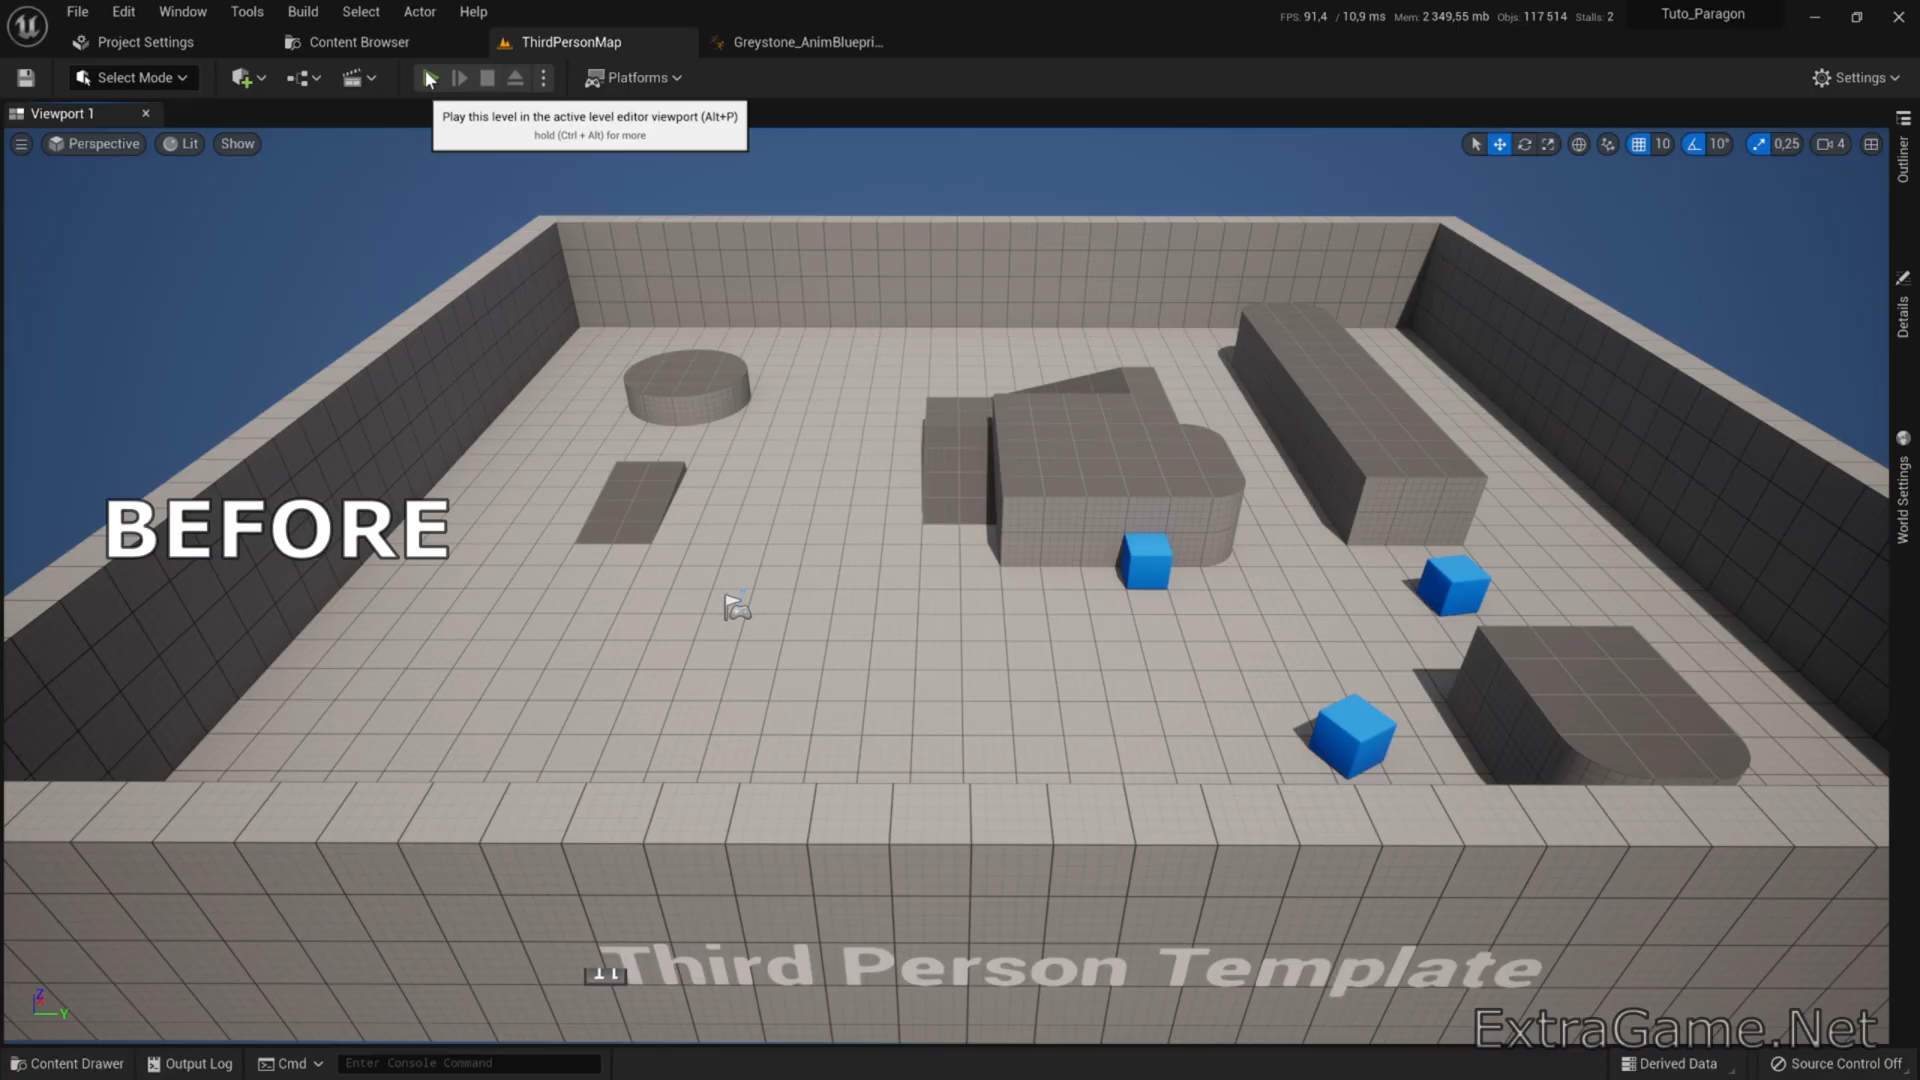 File Edit Window Tools Build Select Actor Help
FPS: 91,4 / 10,9 ms Mem: 2 349,55 mb Objs: 117 514 Stalls: 2
Tuto_Paragon
Project Settings
Content Browser
ThirdPersonMap
Greystone_AnimBluepri...
Select Mode
Platforms
Settings
Viewport 1
Play this level in the active level editor viewport (Alt+P)
hold (Ctrl + Alt) for more
Perspective
Lit
Show
10
10°
0,25
4
Outliner
Details
World Settings
BEFORE
Third Person Template
ExtraGame.Net
Z
Y
Content Drawer
Output Log
Cmd
Enter Console Command
Derived Data
Source Control Off